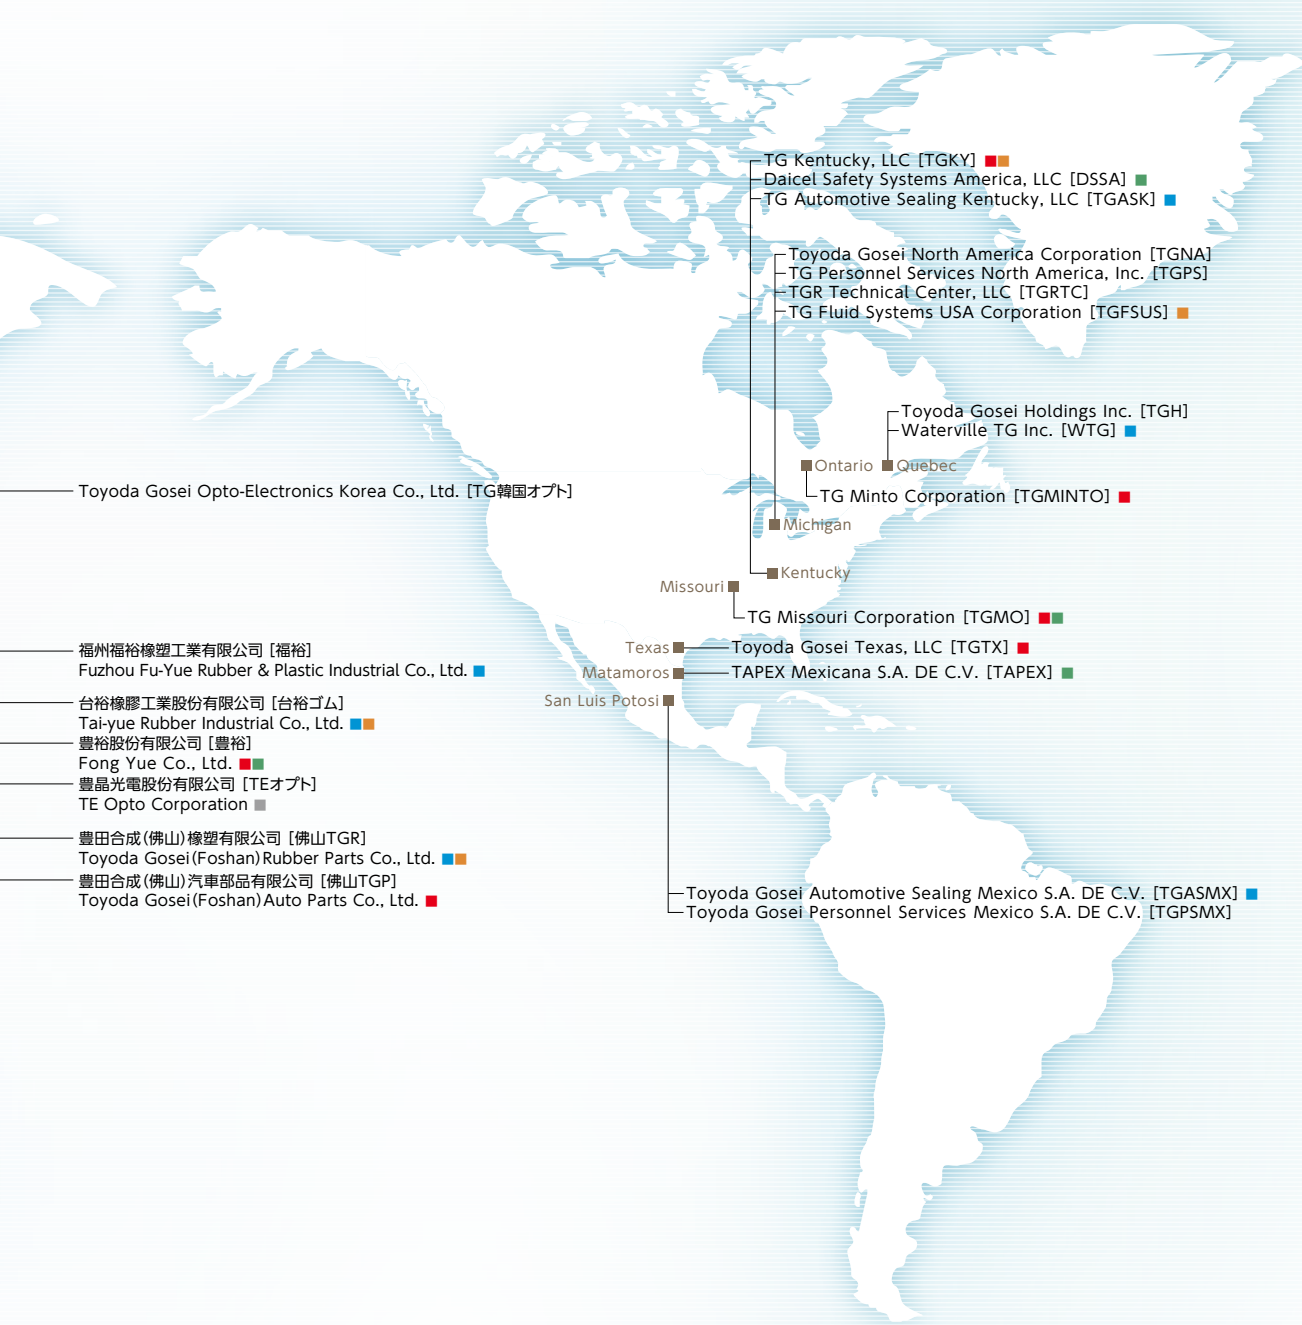 TG Kentucky, LLC [TGKY]
Daicel Safety Systems America, LLC [DSSA]
TG Automotive Sealing Kentucky, LLC [TGASK]
Toyoda Gosei North America Corporation [TGNA]
TG Personnel Services North America, Inc. [TGPS]
TGR Technical Center, LLC [TGRTC]
TG Fluid Systems USA Corporation [TGFSUS]
Toyoda Gosei Holdings Inc. [TGH]
Waterville TG Inc. [WTG]
Ontario
Quebec
TG Minto Corporation [TGMINTO]
Michigan
Kentucky
Missouri
TG Missouri Corporation [TGMO]
Texas
Toyoda Gosei Texas, LLC [TGTX]
Matamoros
TAPEX Mexicana S.A. DE C.V. [TAPEX]
San Luis Potosi
Toyoda Gosei Automotive Sealing Mexico S.A. DE C.V. [TGASMX]
Toyoda Gosei Personnel Services Mexico S.A. DE C.V. [TGPSMX]
Toyoda Gosei Opto-Electronics Korea Co., Ltd. [TG韓国オプト]
福州福裕橡塑工業有限公司 [福裕]
Fuzhou Fu-Yue Rubber & Plastic Industrial Co., Ltd.
台裕橡膠工業股份有限公司 [台裕ゴム]
Tai-yue Rubber Industrial Co., Ltd.
豊裕股份有限公司 [豊裕]
Fong Yue Co., Ltd.
豊晶光電股份有限公司 [TEオプト]
TE Opto Corporation
豊田合成(佛山)橡塑有限公司 [佛山TGR]
Toyoda Gosei(Foshan)Rubber Parts Co., Ltd.
豊田合成(佛山)汽車部品有限公司 [佛山TGP]
Toyoda Gosei(Foshan)Auto Parts Co., Ltd.